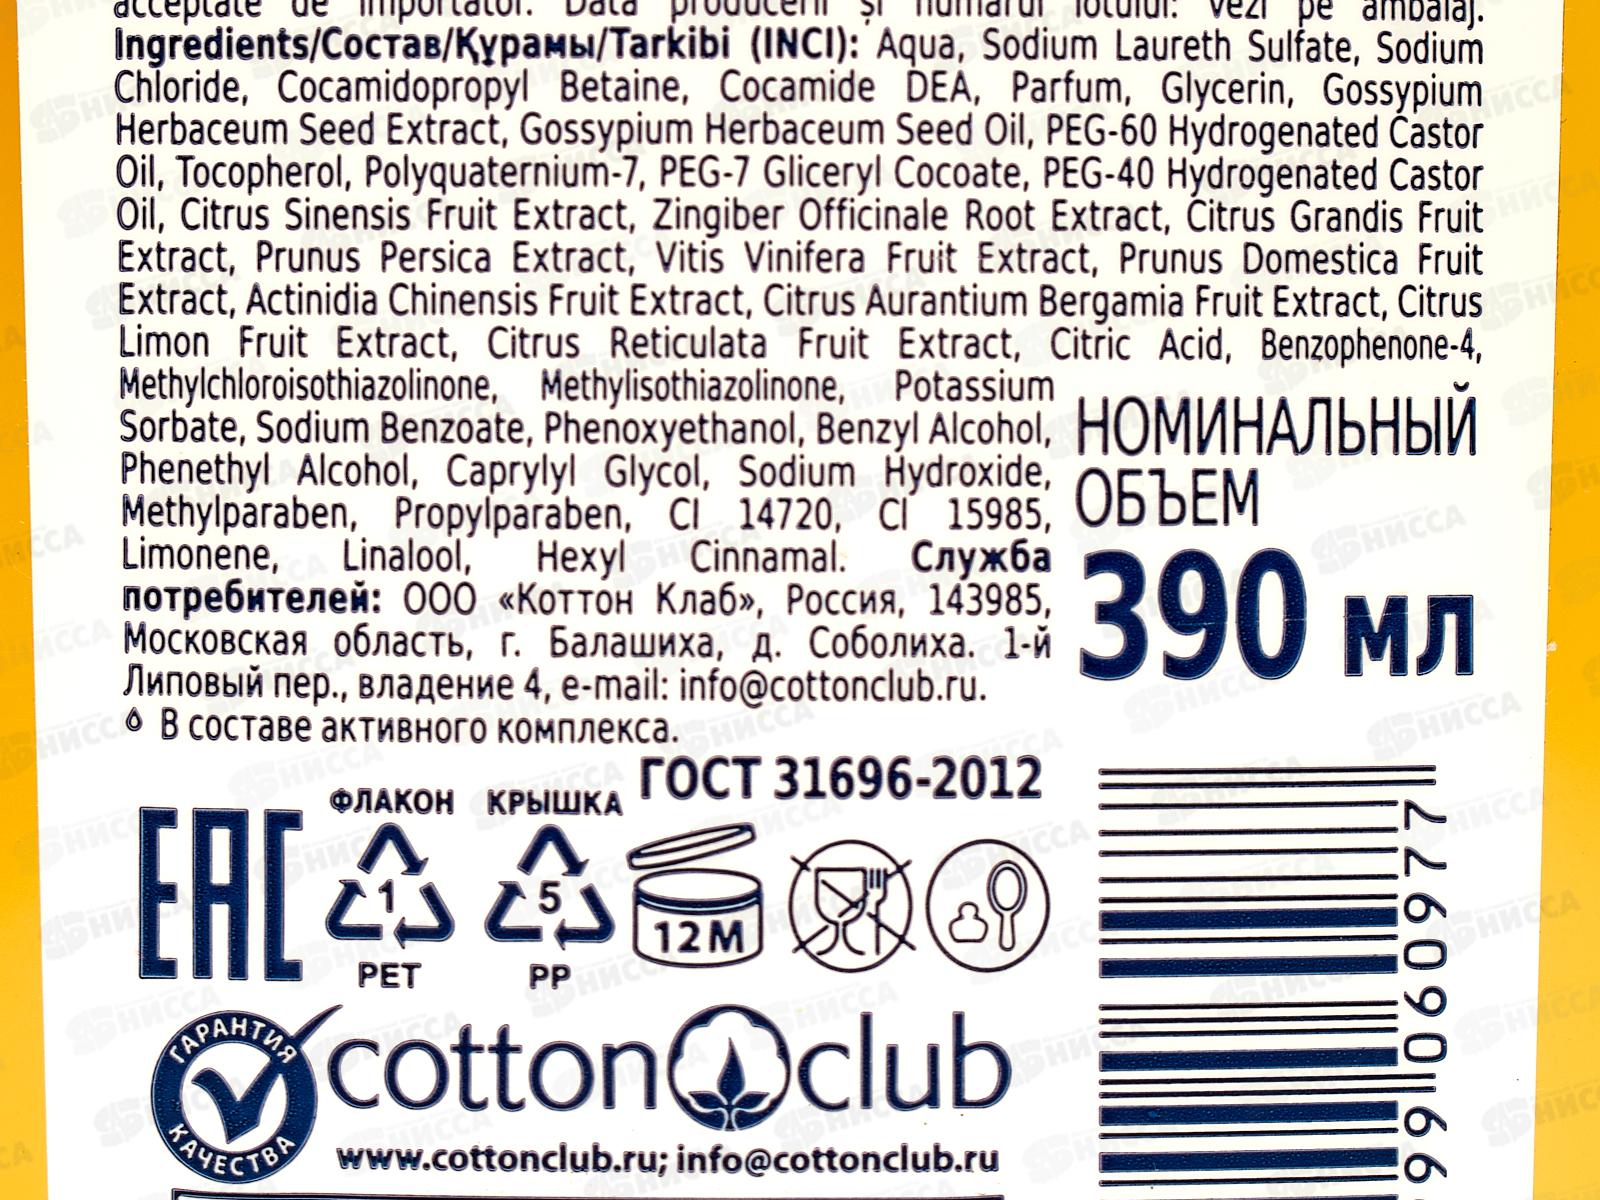 acceptate de importator. Data producerii și numărul lotului: vezi pe ambalaj.
Ingredients/Состав/Құрамы/Tarkibi (INCI): Aqua, Sodium Laureth Sulfate, Sodium
Chloride, Cocamidopropyl Betaine, Cocamide DEA, Parfum, Glycerin, Gossypium
Herbaceum Seed Extract, Gossypium Herbaceum Seed Oil, PEG-60 Hydrogenated Castor
Oil, Tocopherol, Polyquaternium-7, PEG-7 Gliceryl Cocoate, PEG-40 Hydrogenated Castor
Oil, Citrus Sinensis Fruit Extract, Zingiber Officinale Root Extract, Citrus Grandis Fruit
Extract, Prunus Persica Extract, Vitis Vinifera Fruit Extract, Prunus Domestica Fruit
Extract, Actinidia Chinensis Fruit Extract, Citrus Aurantium Bergamia Fruit Extract, Citrus
Limon Fruit Extract, Citrus Reticulata Fruit Extract, Citric Acid, Benzophenone-4,
Methylchloroisothiazolinone, Methylisothiazolinone, Potassium
Sorbate, Sodium Benzoate, Phenoxyethanol, Benzyl Alcohol,
Phenethyl Alcohol, Caprylyl Glycol, Sodium Hydroxide,
Methylparaben, Propylparaben, CI 14720, CI 15985,
Limonene, Linalool, Hexyl Cinnamal. Служба
потребителей: ООО «Коттон Клаб», Россия, 143985,
Московская область, г. Балашиха, д. Соболиха. 1-й
Липовый пер., владение 4, e-mail: info@cottonclub.ru.
В составе активного комплекса.
НОМИНАЛЬНЫЙ
ОБЪЕМ
390 мл
ГОСТ 31696-2012
ФЛАКОН КРЫШКА
EAC
1
PET
5
PP
12M
ГАРАНТИЯ
КАЧЕСТВА
cotton club
www.cottonclub.ru; info@cottonclub.ru
НИССА